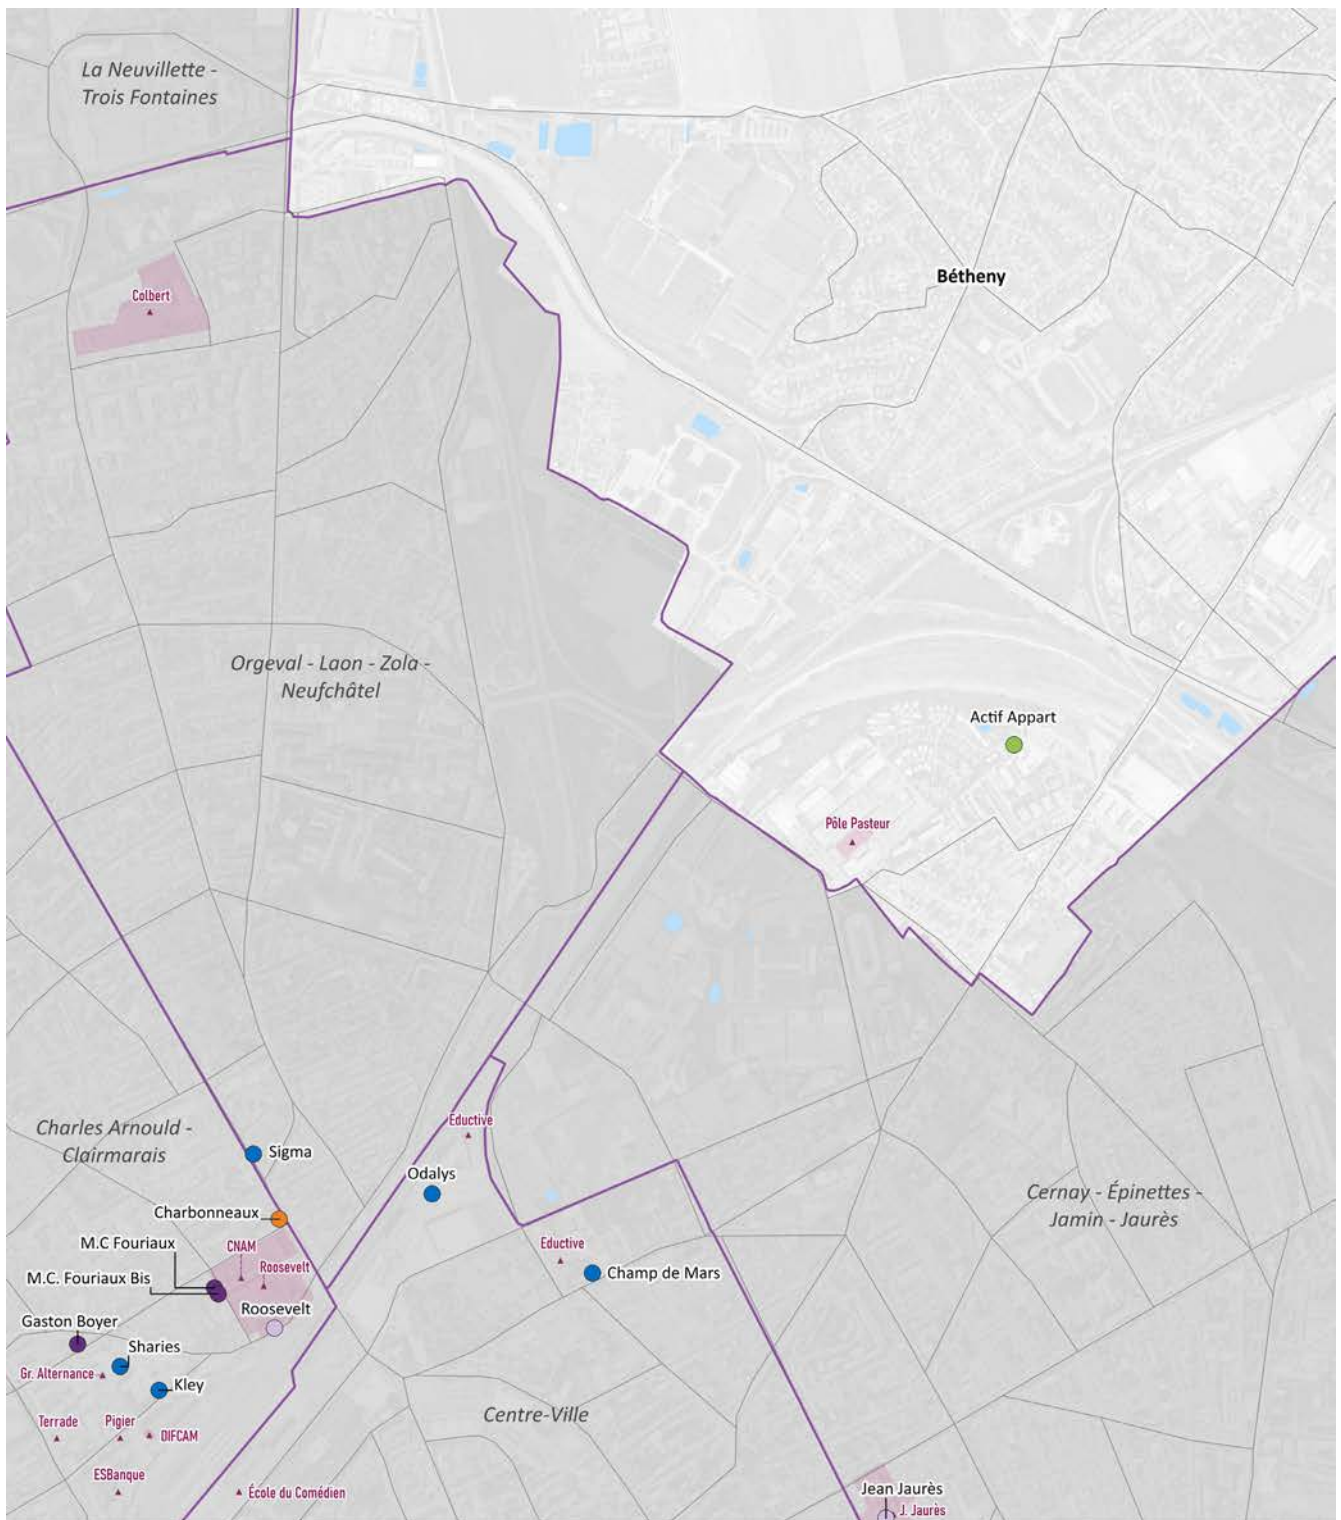 La Neuvillette -
Trois Fontaines
Colbert
Bétheny
Orgeval - Laon - Zola -
Neufchâtel
Actif Appart
Pôle Pasteur
Charles Arnould -
Clairmarais
Eductive
Sigma
Odalys
Cernay - Épinettes -
Jamin - Jaurès
Charbonneaux
M.C Fouriaux
CNAM
Eductive
Roosevelt
M.C. Fouriaux Bis
Champ de Mars
Roosevelt
Gaston Boyer
Sharies
Gr. Alternance
Kley
Centre-Ville
Terrade
Pigier
DIFCAM
ESBanque
École du Comédien
Jean Jaurès
J. Jaurès